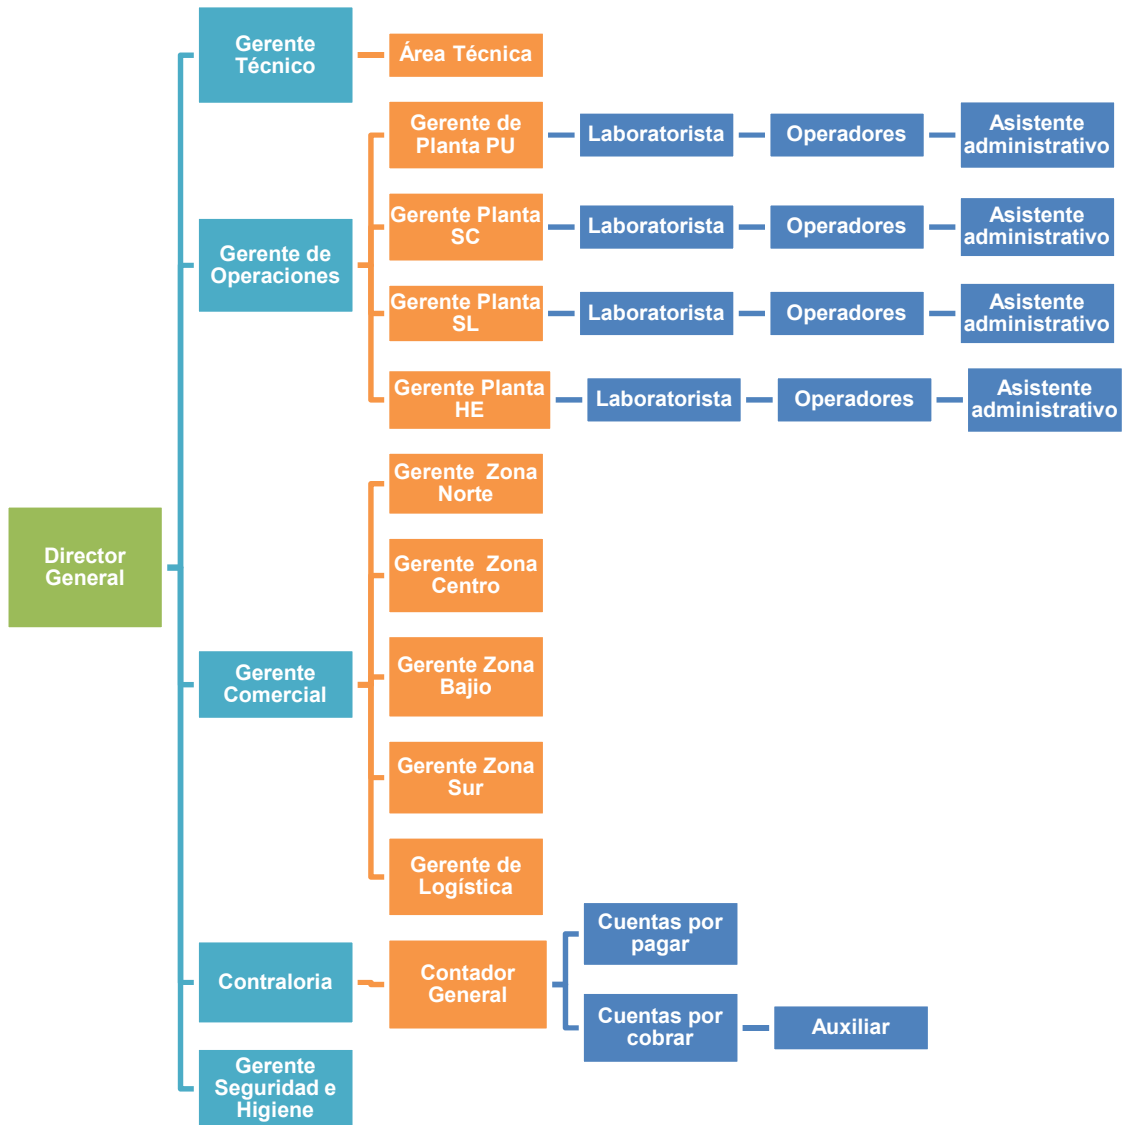 Gerente
Técnico
Área Técnica
Gerente de
Planta PU
Laboratorista
Operadores
Asistente
administrativo
Gerente de
Operaciones
Gerente Planta
SC
Laboratorista
Operadores
Asistente
administrativo
Gerente Planta
SL
Laboratorista
Operadores
Asistente
administrativo
Gerente Planta
HE
Laboratorista
Operadores
Asistente
administrativo
Director
General
Gerente
Comercial
Gerente  Zona
Norte
Gerente  Zona
Centro
Gerente Zona
Bajio
Gerente Zona
Sur
Gerente de
Logística
Contraloria
Contador
General
Cuentas por
pagar
Cuentas por
cobrar
Auxiliar
Gerente
Seguridad e
Higiene